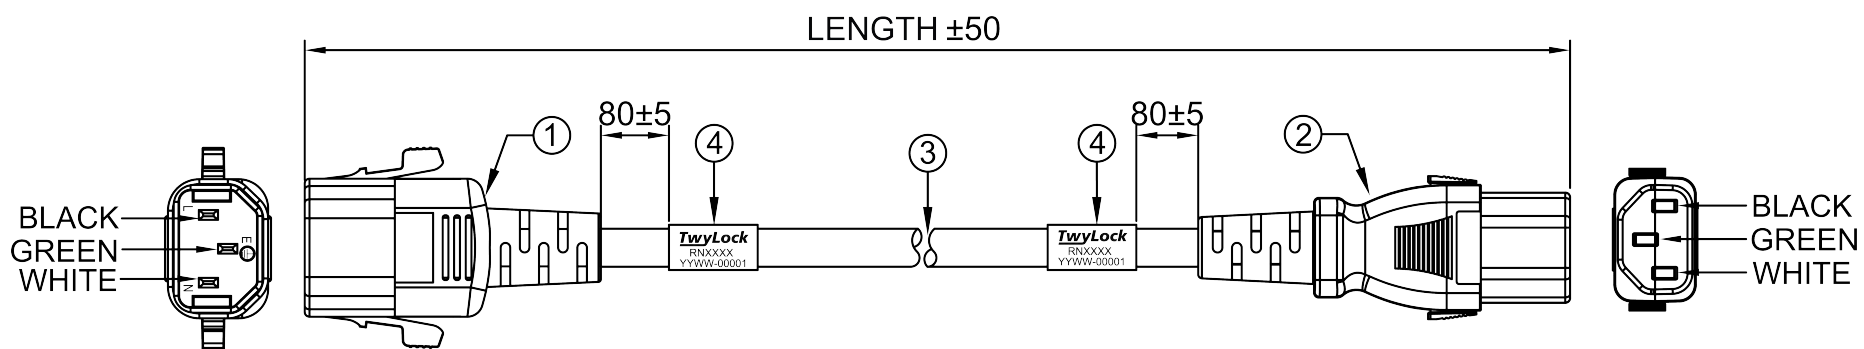 LENGTH ±50
80±5
80±5
1
4
3
4
2
BLACK
GREEN
WHITE
L
E
N
TwyLock
RNXXXX
YYWW-00001
TwyLock
RNXXXX
YYWW-00001
BLACK
GREEN
WHITE